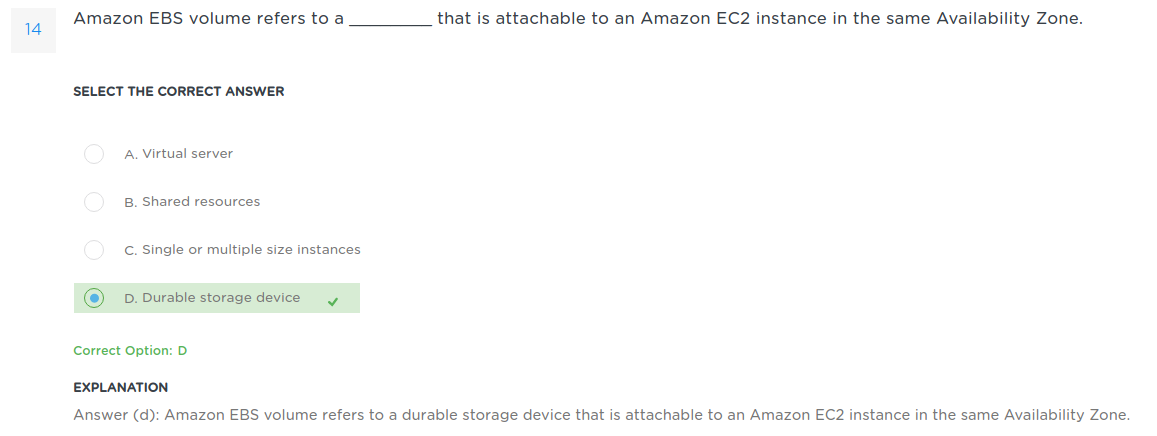 14
Amazon EBS volume refers to a _________ that is attachable to an Amazon EC2 instance in the same Availability Zone.
SELECT THE CORRECT ANSWER
A. Virtual server
B. Shared resources
C. Single or multiple size instances
D. Durable storage device
Correct Option: D
EXPLANATION
Answer (d): Amazon EBS volume refers to a durable storage device that is attachable to an Amazon EC2 instance in the same Availability Zone.